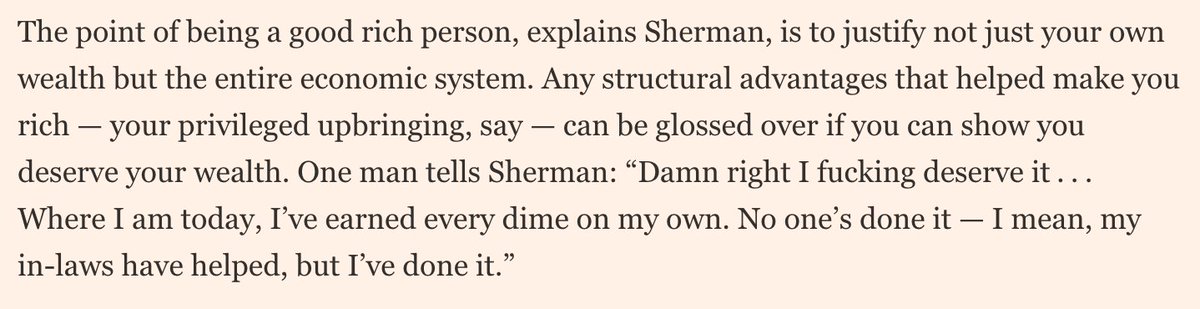 The point of being a good rich person, explains Sherman, is to justify not just your own
wealth but the entire economic system. Any structural advantages that helped make you
rich — your privileged upbringing, say — can be glossed over if you can show you
deserve your wealth. One man tells Sherman: “Damn right I fucking deserve it . . .
Where I am today, I’ve earned every dime on my own. No one’s done it — I mean, my
in-laws have helped, but I’ve done it.”